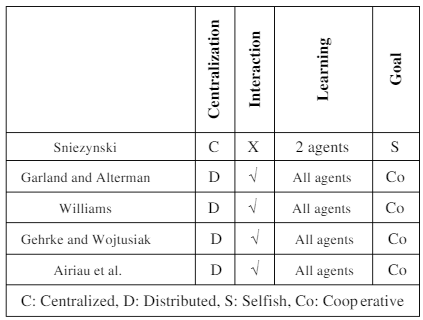 Centralization Interaction Learning Goal
Sniezynski C X 2 agents S
Garland and Alterman D √ All agents Co
Williams D √ All agents Co
Gehrke and Wojtusiak D √ All agents Co
Airiau et al. D √ All agents Co
C: Centralized, D: Distributed, S: Selfish, Co: Cooperative